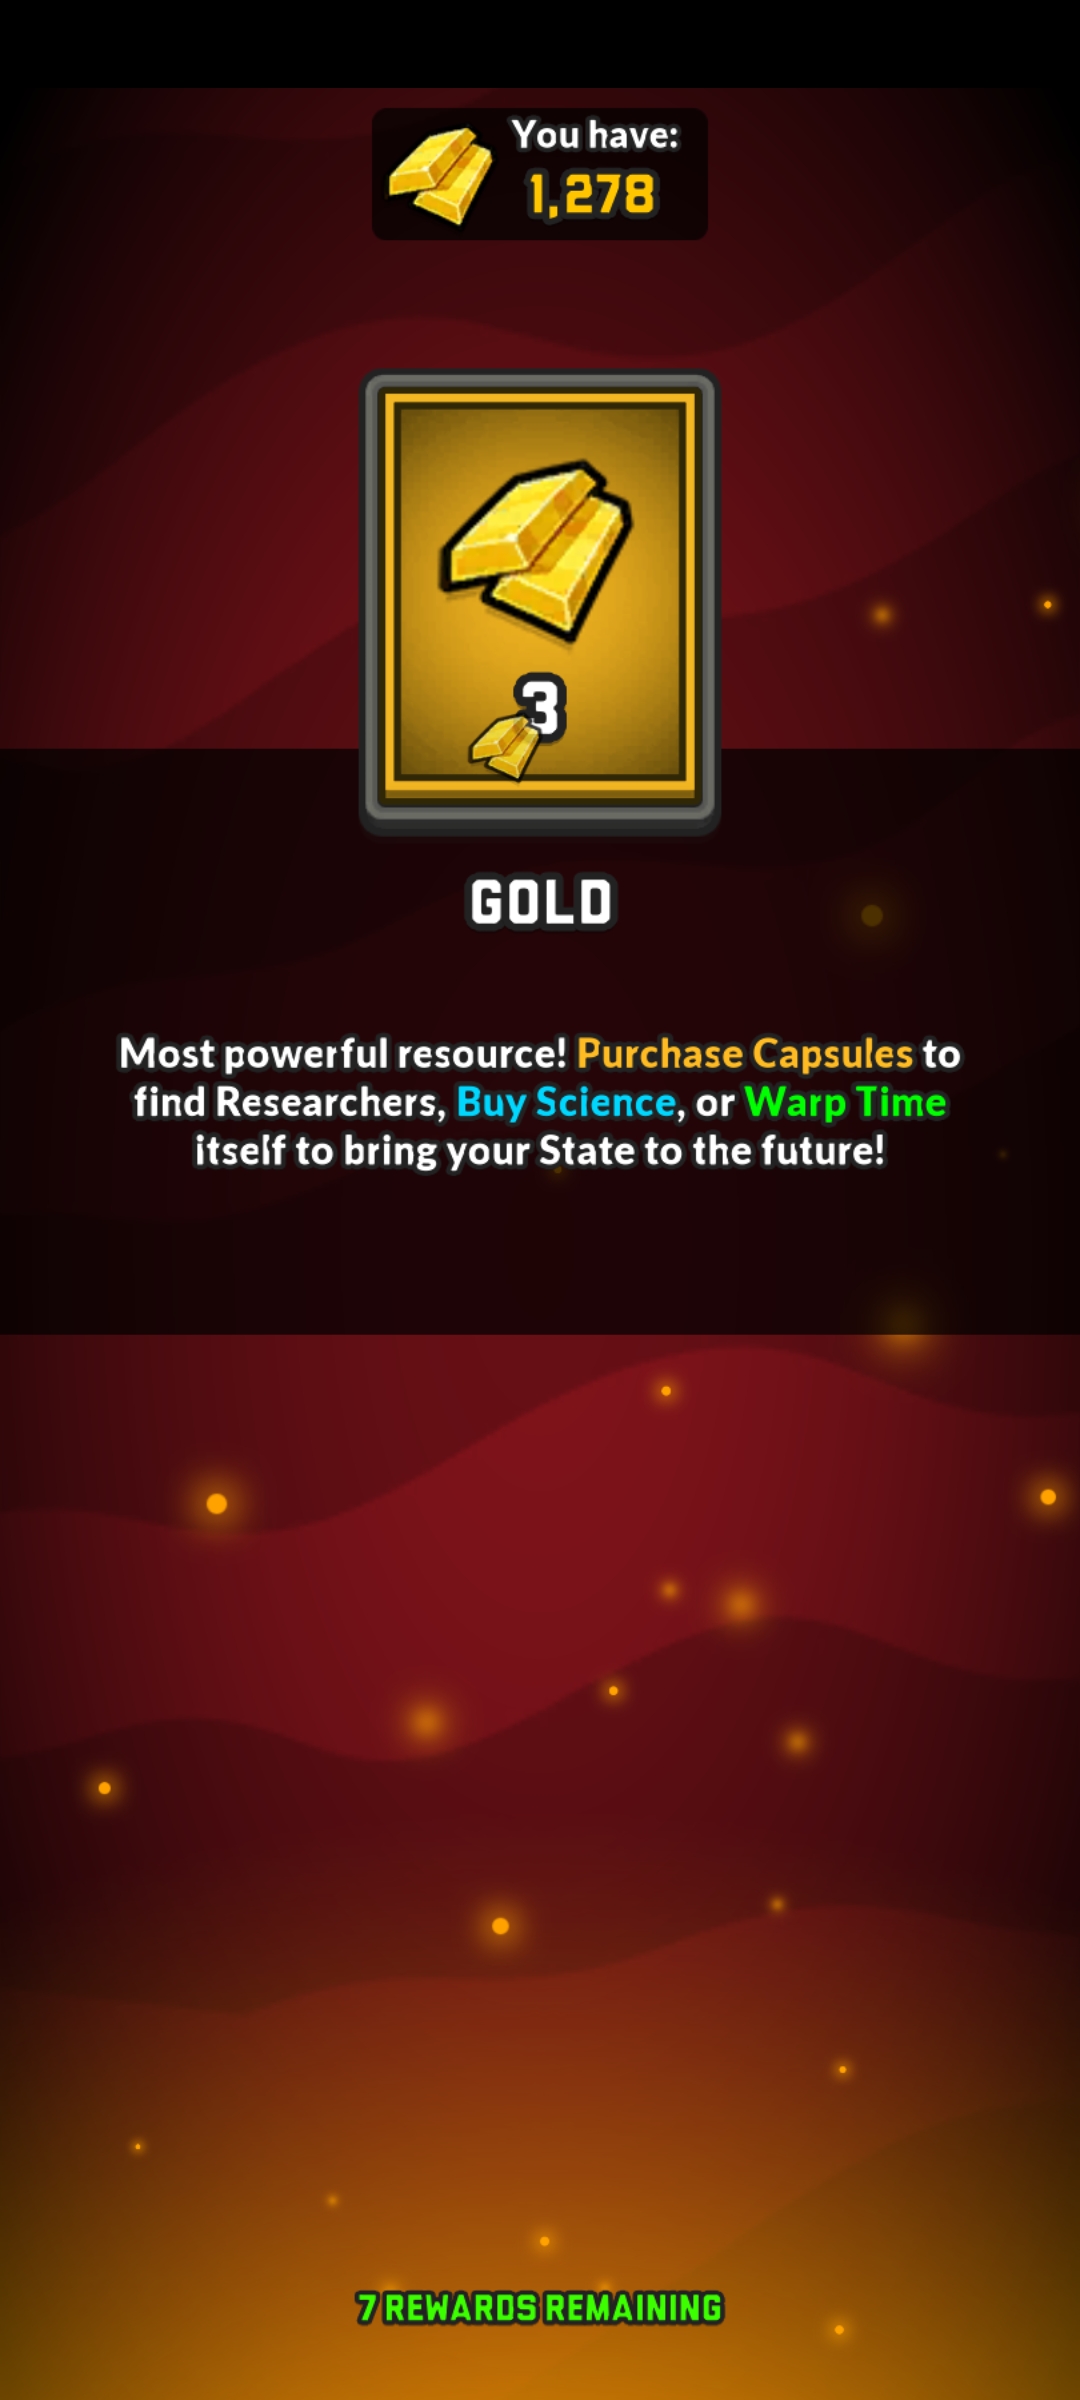 You have:
1,278
3
GOLD
Most powerful resource! Purchase Capsules to
find Researchers, Buy Science, or Warp Time
itself to bring your State to the future!
7 REWARDS REMAINING